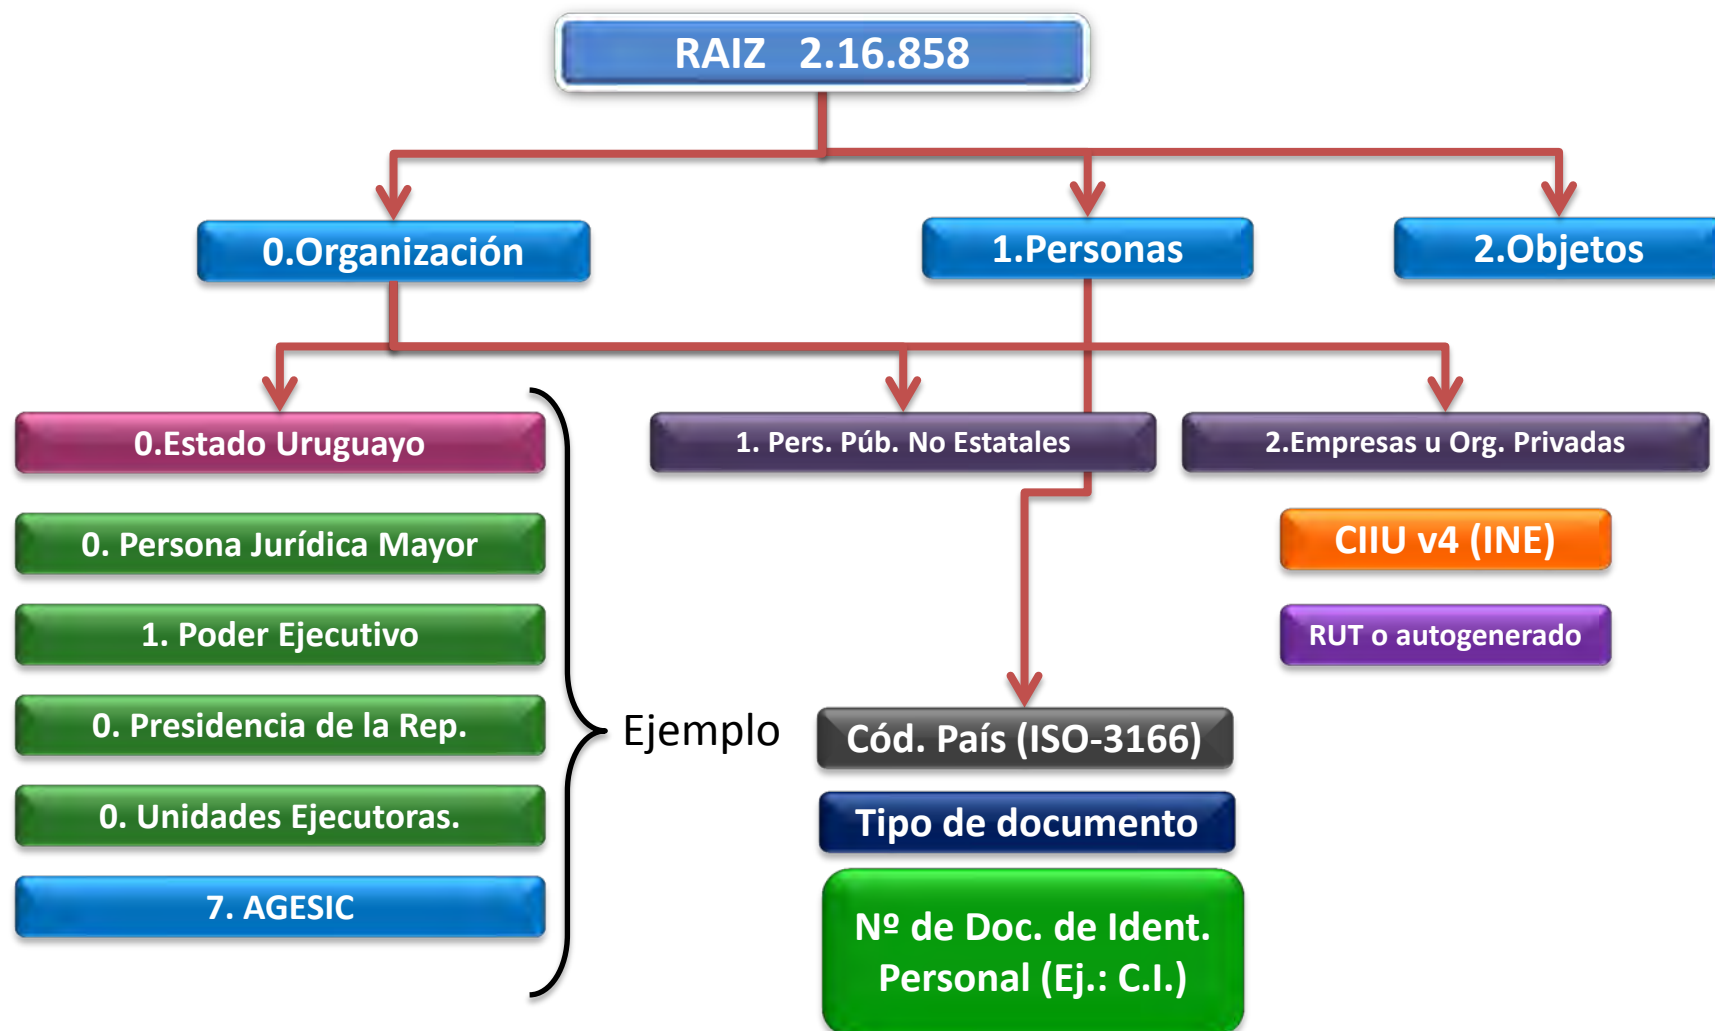 RAIZ 2.16.858
0.Organización
1.Personas
2.Objetos
0.Estado Uruguayo
1. Pers. Púb. No Estatales
2.Empresas u Org. Privadas
0. Persona Jurídica Mayor
CIIU v4 (INE)
1. Poder Ejecutivo
RUT o autogenerado
0. Presidencia de la Rep.
Ejemplo
Cód. País (ISO-3166)
0. Unidades Ejecutoras.
Tipo de documento
7. AGESIC
Nº de Doc. de Ident.
Personal (Ej.: C.I.)